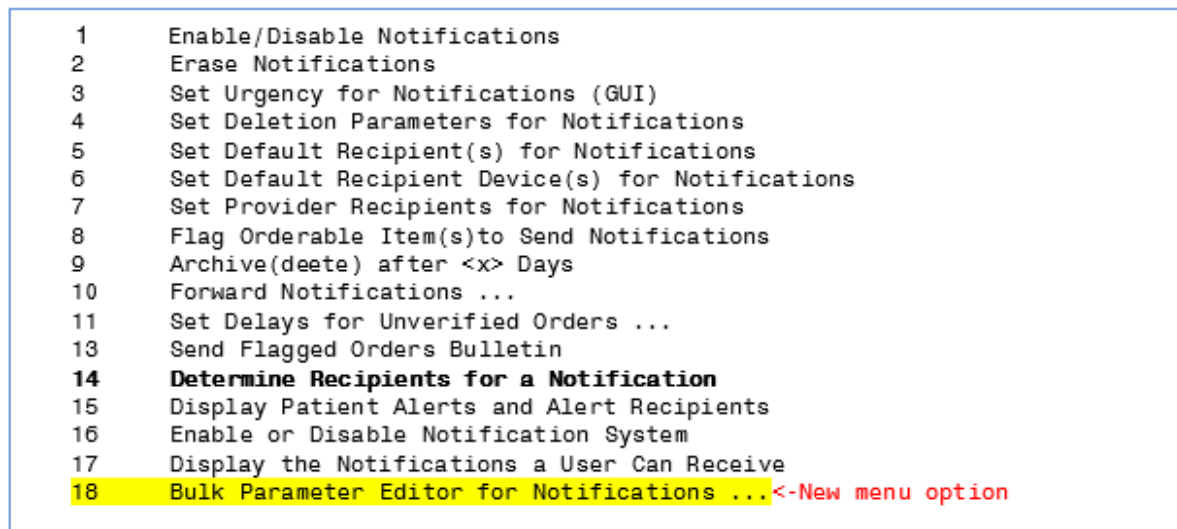 1 Enable/Disable Notifications
2 Erase Notifications
3 Set Urgency for Notifications (GUI)
4 Set Deletion Parameters for Notifications
5 Set Default Recipient(s) for Notifications
6 Set Default Recipient Device(s) for Notifications
7 Set Provider Recipients for Notifications
8 Flag Orderable Item(s)to Send Notifications
9 Archive(deete) after <x> Days
10 Forward Notifications ...
11 Set Delays for Unverified Orders ...
13 Send Flagged Orders Bulletin
14 Determine Recipients for a Notification
15 Display Patient Alerts and Alert Recipients
16 Enable or Disable Notification System
17 Display the Notifications a User Can Receive
18 Bulk Parameter Editor for Notifications ...<-New menu option